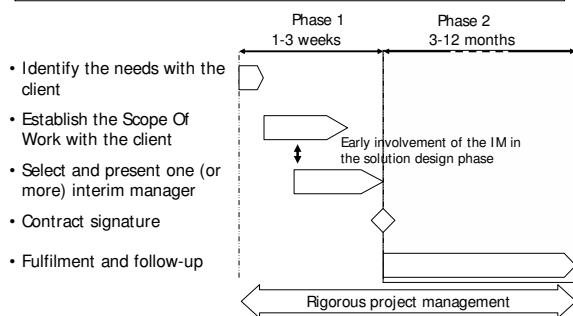 Phase 1
Phase 2
1-3 weeks
3-12 months
• Identify the needs with the
client
• Establish the Scope Of
Work with the client
Early involvement of the IM in
the solution design phase
• Select and present one (or
more) interim manager
• Contract signature
• Fulfilment and follow-up
Rigorous project management